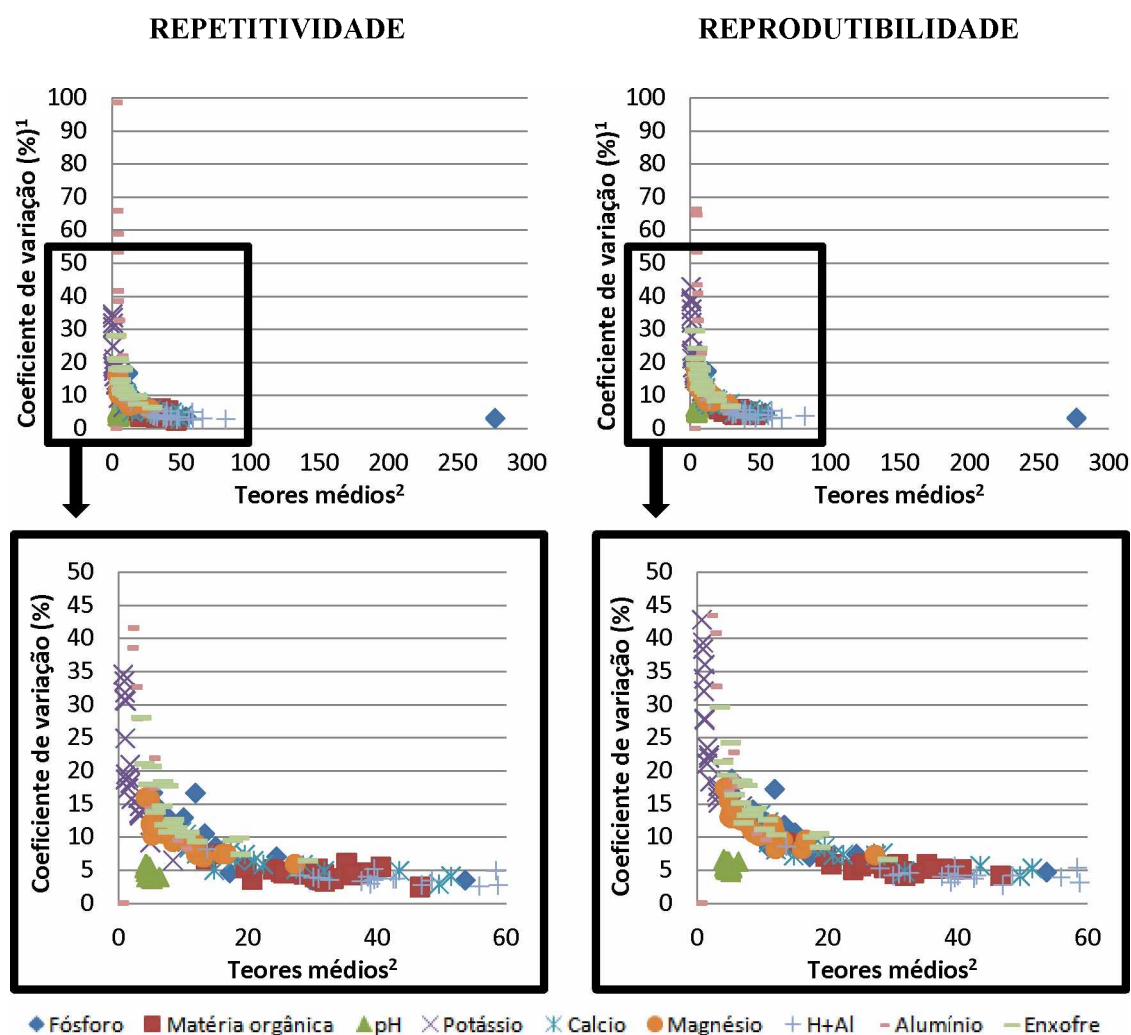 REPETITIVIDADE
REPRODUTIBILIDADE
Coeficiente de variação (%)¹
100
90
80
70
60
50
40
30
20
10
0
0 50 100 150 200 250 300
Teores médios²
Coeficiente de variação (%)¹
100
90
80
70
60
50
40
30
20
10
0
0 50 100 150 200 250 300
Teores médios²
Coeficiente de variação (%)
50
45
40
35
30
25
20
15
10
5
0
0 20 40 60
Teores médios²
Coeficiente de variação (%)
50
45
40
35
30
25
20
15
10
5
0
0 20 40 60
Teores médios²
Fósforo Matéria orgânica pH Potássio Calcio Magnésio H+Al Alumínio Enxofre